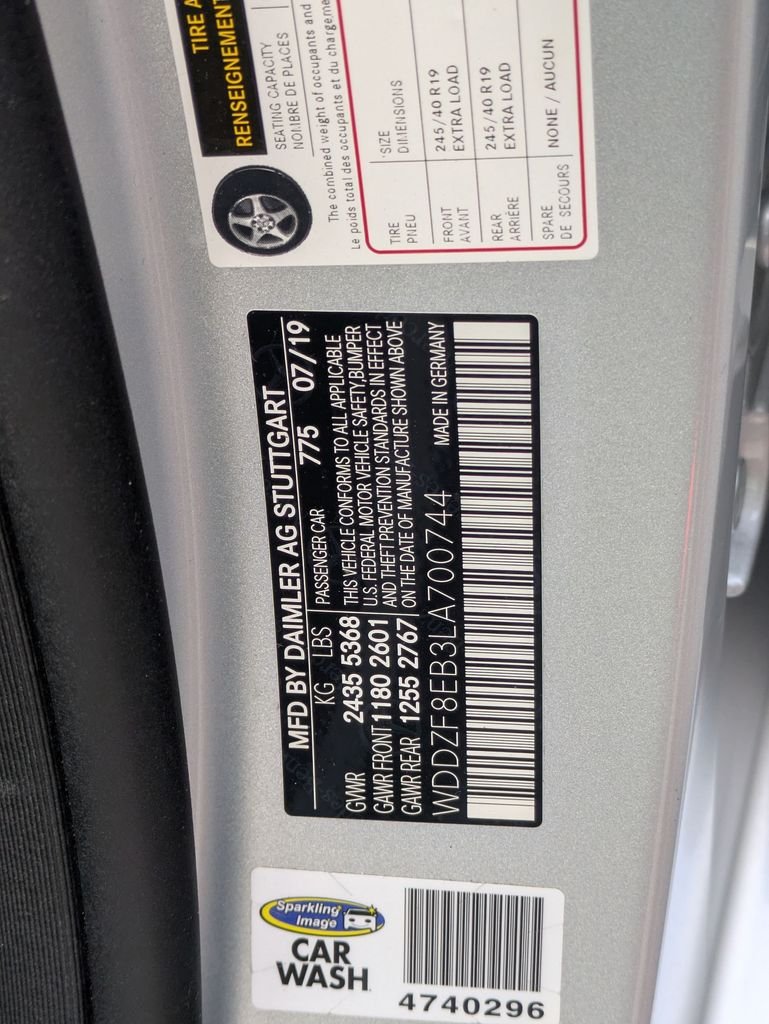 TIRE A
RENSEIGNEMENT
SEATING CAPACITY
NOMBRE DE PLACES
The combined weight of occupants and
Le poids total des occupants et du chargeme
TIRE
PNEU
SIZE
DIMENSIONS
FRONT
AVANT
245/40 R19
EXTRA LOAD
REAR
ARRIÈRE
245/40 R19
EXTRA LOAD
SPARE
DE SECOURS
NONE / AUCUN
MFD BY DAIMLER AG STUTTGART
KG LBS PASSENGER CAR 775 07/19
GVWR 2435 5368
GAWR FRONT 1180 2601
GAWR REAR 1255 2767
THIS VEHICLE CONFORMS TO ALL APPLICABLE
U.S. FEDERAL MOTOR VEHICLE SAFETY,BUMPER
AND THEFT PREVENTION STANDARDS IN EFFECT
ON THE DATE OF MANUFACTURE SHOWN ABOVE
WDDZF8EB3LA700744 MADE IN GERMANY
Sparkling
Image
CAR
WASH
4740296